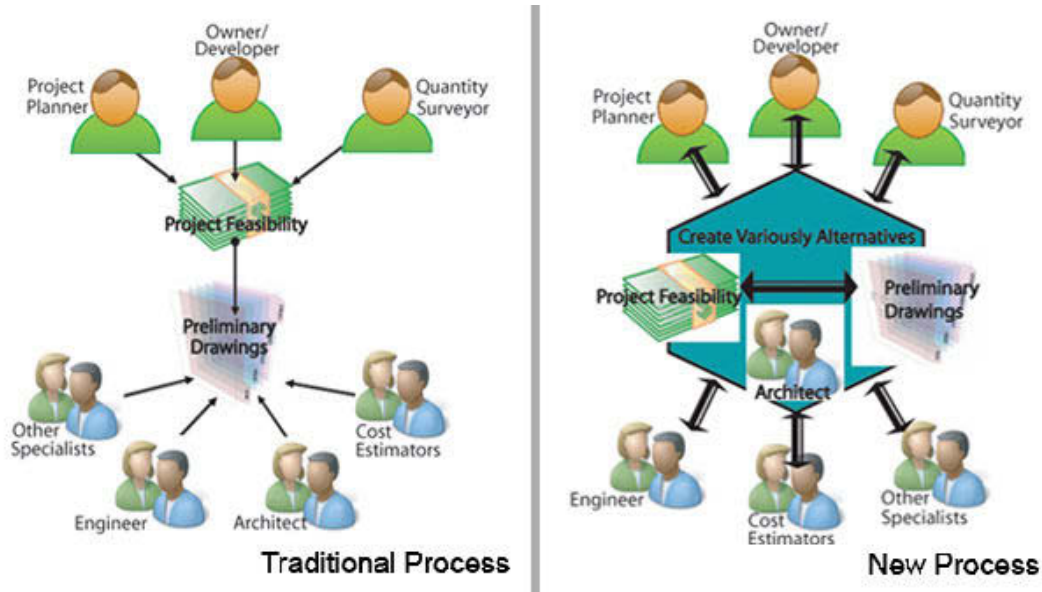 Owner/
Developer
Project
Planner
Quantity
Surveyor
Project Feasibility
Preliminary
Drawings
Other
Specialists
Cost
Estimators
Engineer
Architect
Traditional Process
Owner/
Developer
Project
Planner
Quantity
Surveyor
Create Variously Alternatives
Project Feasibility
Preliminary
Drawings
Architect
Engineer
Cost
Estimators
Other
Specialists
New Process